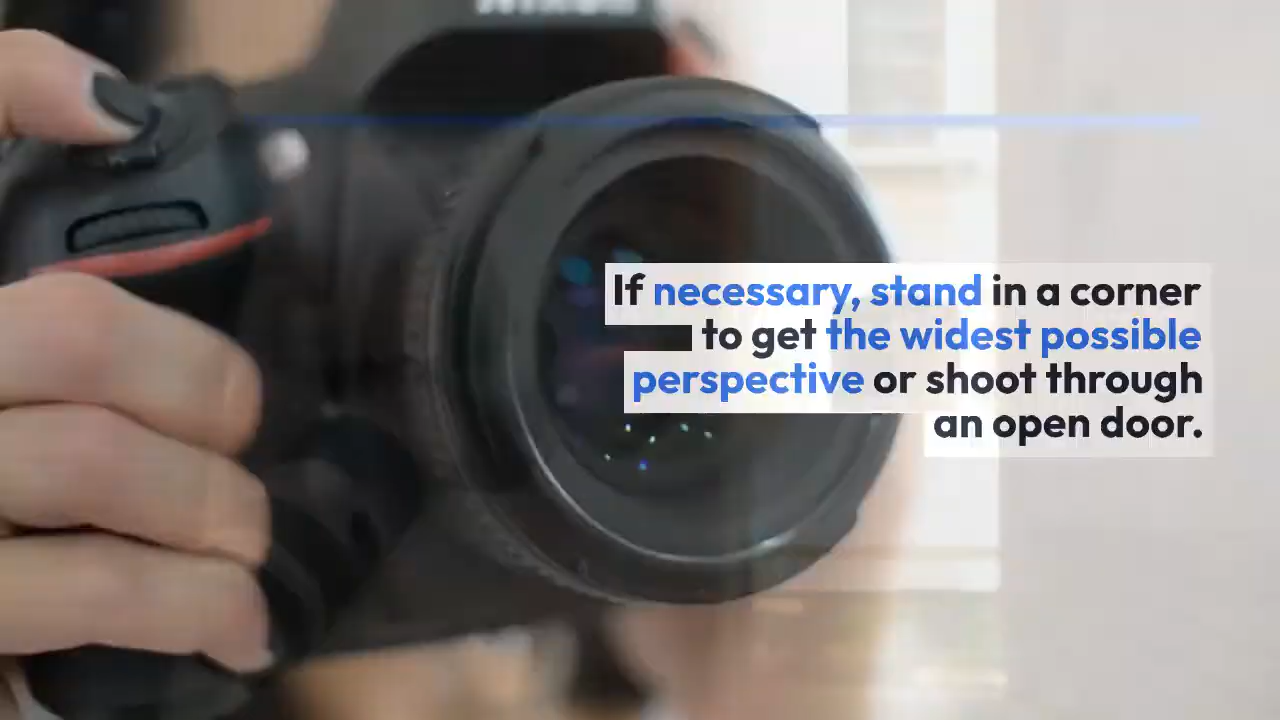 If necessary, stand in a corner
to get the widest possible
perspective or shoot through
an open door.